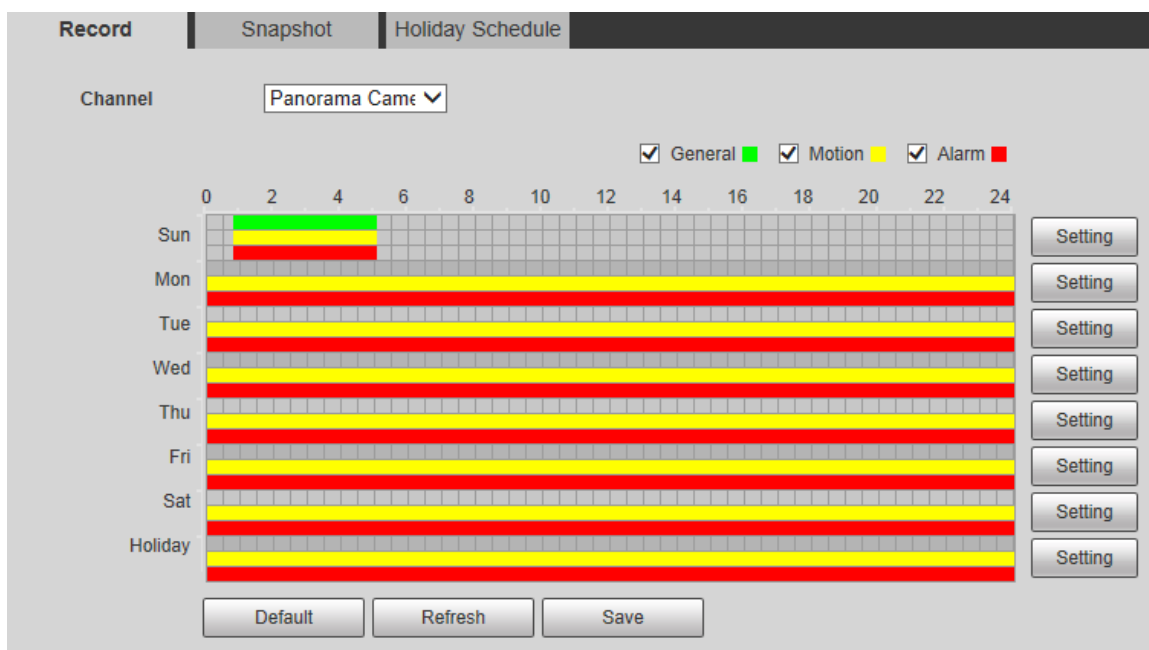 Record Snapshot Holiday Schedule
Channel Panorama Came
General Motion Alarm
0 2 4 6 8 10 12 14 16 18 20 22 24
Sun Setting
Mon Setting
Tue Setting
Wed Setting
Thu Setting
Fri Setting
Sat Setting
Holiday Setting
Default Refresh Save